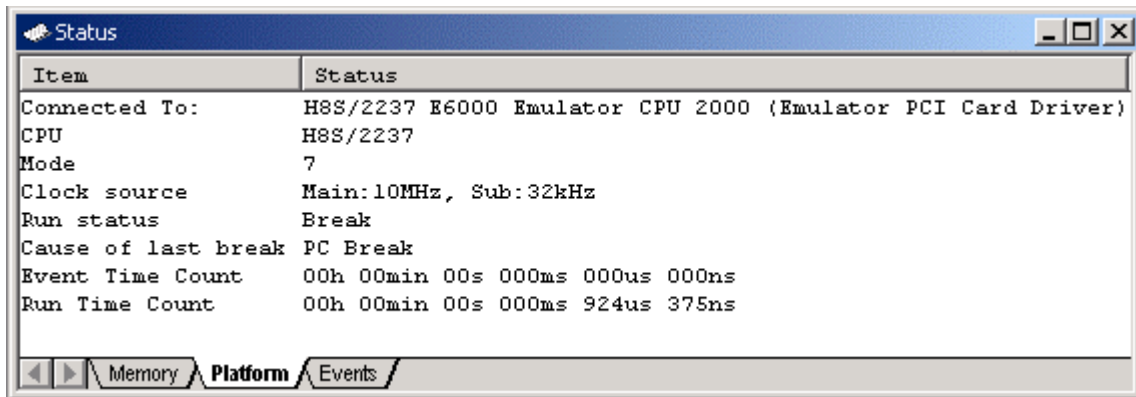 Status
Item Status
Connected To: H8S/2237 E6000 Emulator CPU 2000 (Emulator PCI Card Driver)
CPU H8S/2237
Mode 7
Clock source Main:10MHz, Sub:32kHz
Run status Break
Cause of last break PC Break
Event Time Count 00h 00min 00s 000ms 000us 000ns
Run Time Count 00h 00min 00s 000ms 924us 375ns
Memory Platform Events